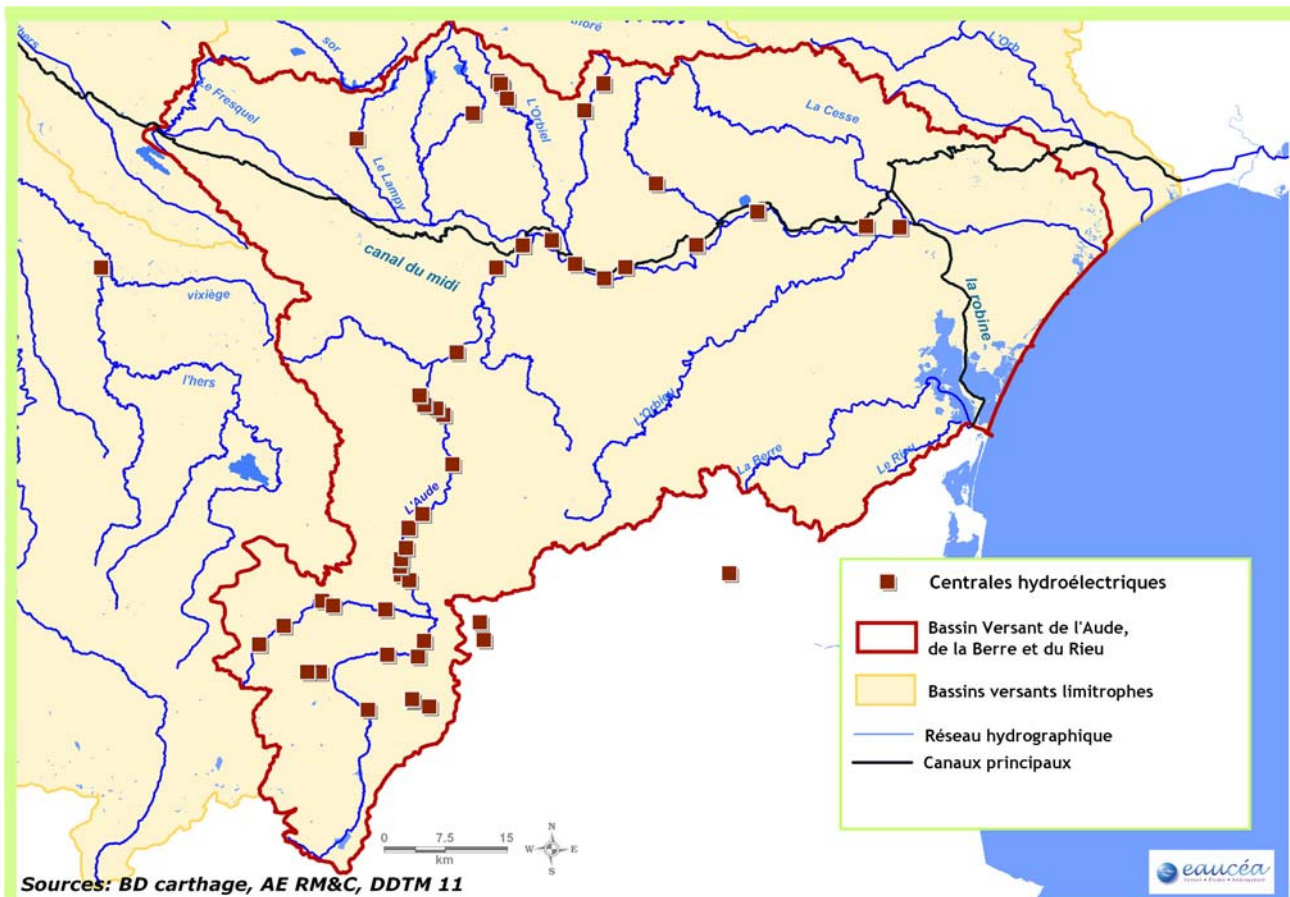 l'hers
sor
thoré
L'Orb
Le Fresquel
L'Orbiel
La Cesse
Le Lampy
canal du midi
la robine
vixiège
l'hers
L'Orbieu
La Berre
Le Rieu
L'Aude
Centrales hydroélectriques
Bassin Versant de l'Aude,
de la Berre et du Rieu
Bassins versants limitrophes
Réseau hydrographique
Canaux principaux
0 7.5 15
km
N
W E
S
Sources: BD carthage, AE RM&C, DDTM 11
eaucéa